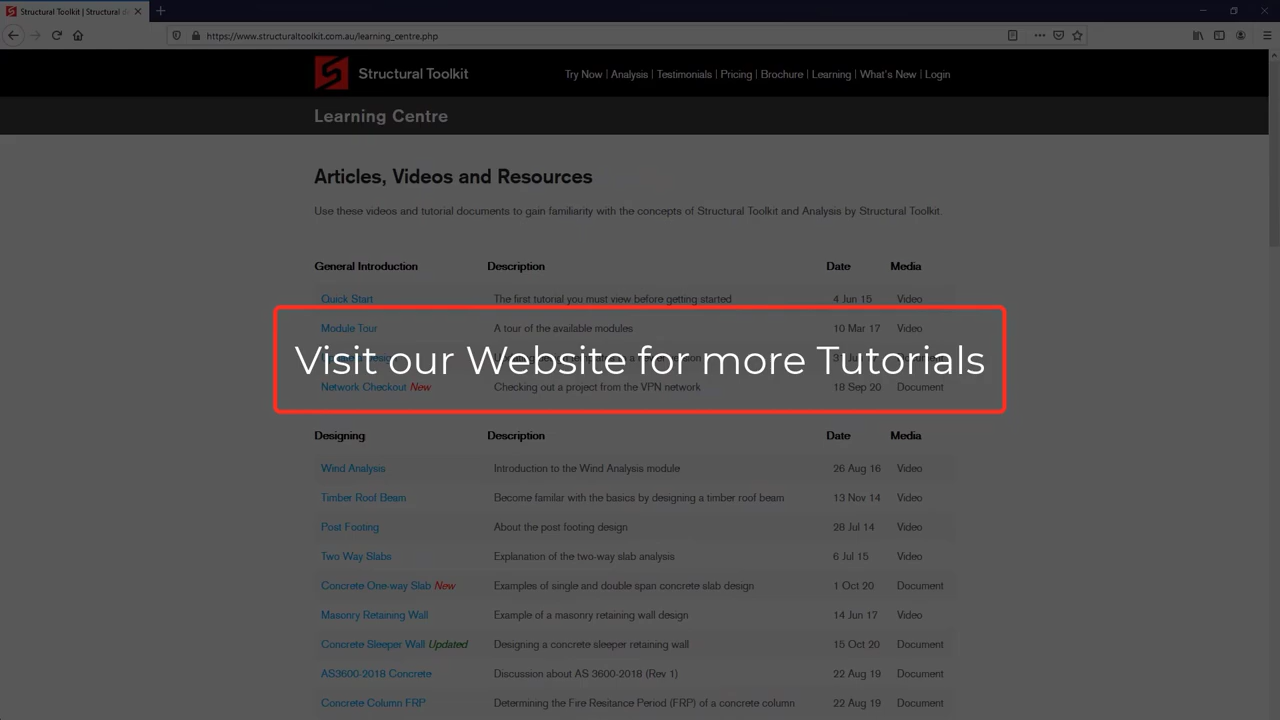 Structural Toolkit | Structural d
https://www.structuraltoolkit.com.au/learning_centre.php
Structural Toolkit
Try Now | Analysis | Testimonials | Pricing | Brochure | Learning | What's New | Login
Learning Centre
Articles, Videos and Resources
Use these videos and tutorial documents to gain familiarity with the concepts of Structural Toolkit and Analysis by Structural Toolkit.
General Introduction Description Date Media
Quick Start The first tutorial you must view before getting started 4 Jun 15 Video
Module Tour A tour of the available modules 10 Mar 17 Video
Visit our Website for more Tutorials
Network Checkout New Checking out a project from the VPN network 18 Sep 20 Document
Designing Description Date Media
Wind Analysis Introduction to the Wind Analysis module 26 Aug 16 Video
Timber Roof Beam Become familar with the basics by designing a timber roof beam 13 Nov 14 Video
Post Footing About the post footing design 28 Jul 14 Video
Two Way Slabs Explanation of the two-way slab analysis 6 Jul 15 Video
Concrete One-way Slab New Examples of single and double span concrete slab design 1 Oct 20 Document
Masonry Retaining Wall Example of a masonry retaining wall design 14 Jun 17 Video
Concrete Sleeper Wall Updated Designing a concrete sleeper retaining wall 15 Oct 20 Document
AS3600-2018 Concrete Discussion about AS 3600-2018 (Rev 1) 22 Aug 19 Document
Concrete Column FRP Determining the Fire Resitance Period (FRP) of a concrete column 22 Aug 19 Document